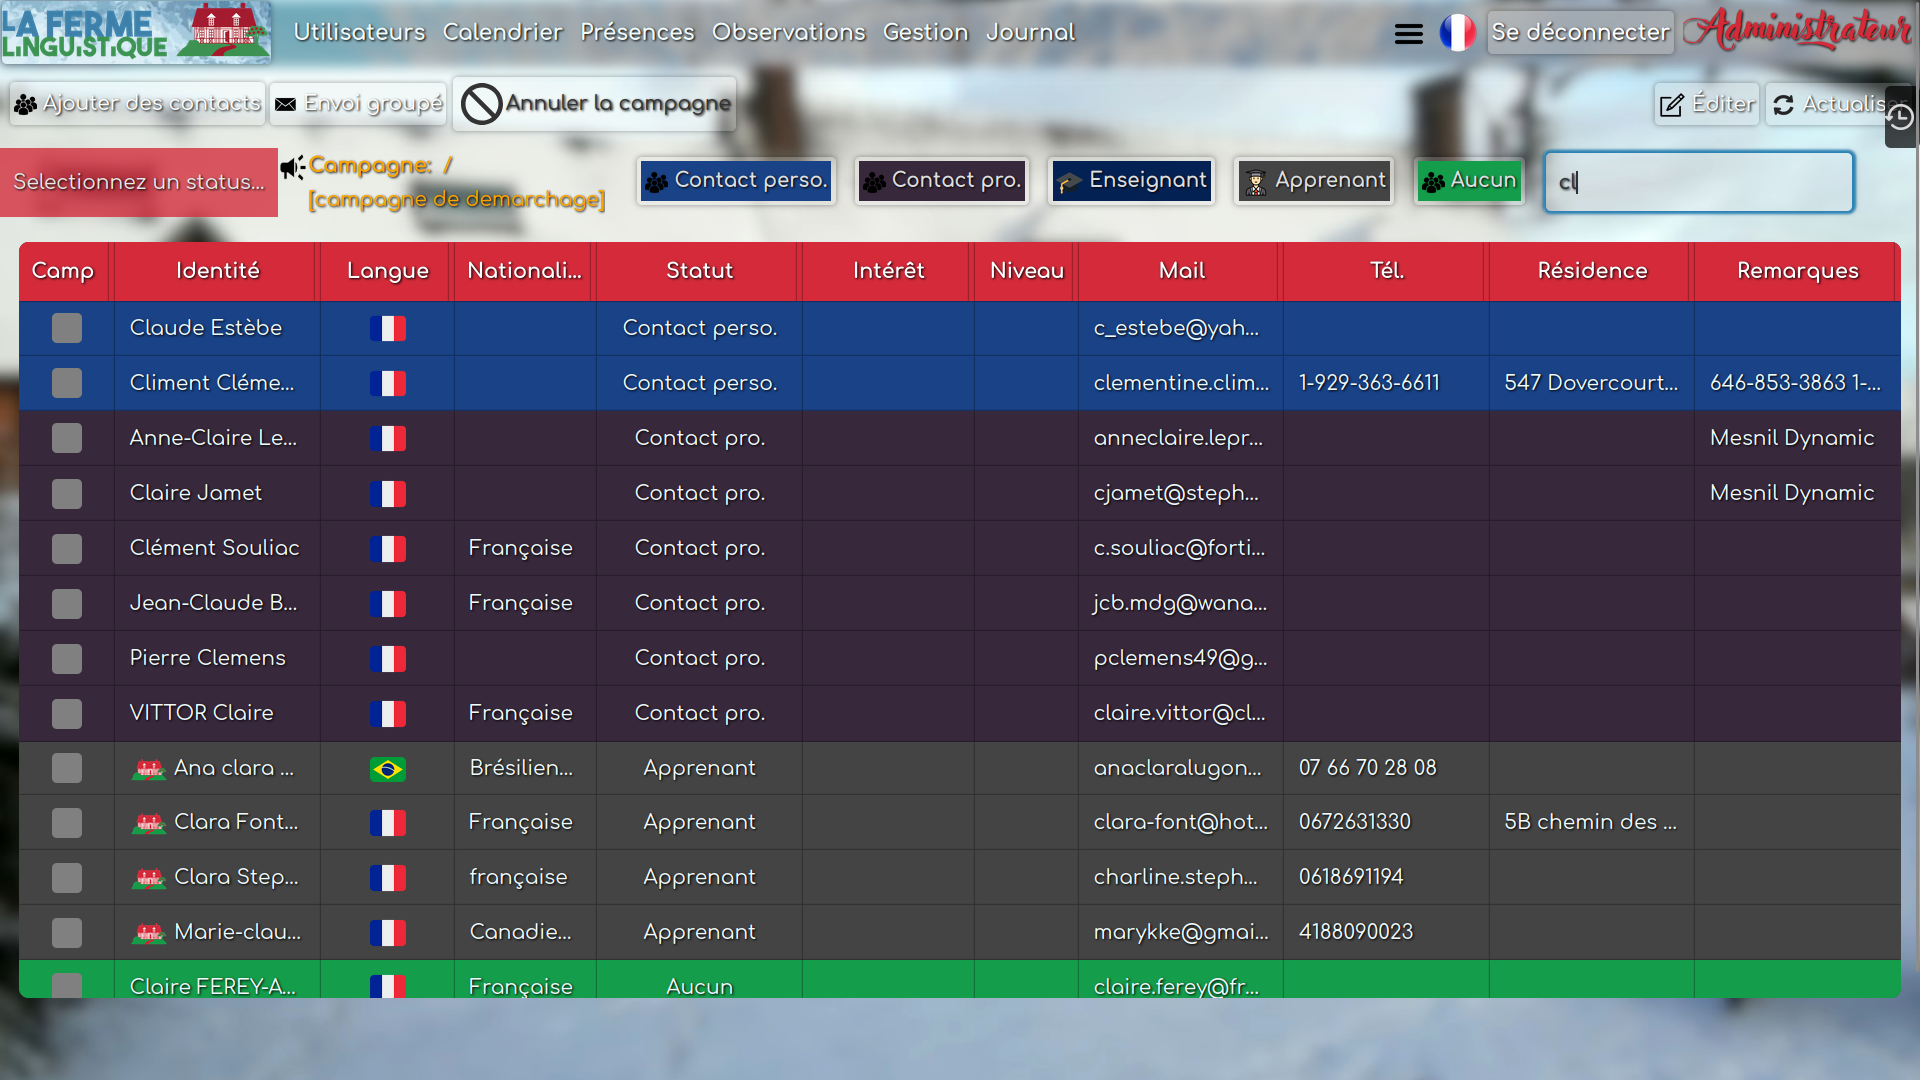 LA FERME
LiNGUiSTiQUE
Utilisateurs Calendrier Présences Observations Gestion Journal
Se déconnecter
Administrateur
Ajouter des contacts Envoi groupé Annuler la campagne
Éditer Actualiser
Selectionnez un status...
Campagne: /
[campagne de demarchage]
Contact perso. Contact pro. Enseignant Apprenant Aucun
cl
Camp Identité Langue Nationali... Statut Intérêt Niveau Mail Tél. Résidence Remarques
Claude Estèbe Contact perso. c_estebe@yah...
Climent Cléme... Contact perso. clementine.clim... 1-929-363-6611 547 Dovercourt... 646-853-3863 1-...
Anne-Claire Le... Contact pro. anneclaire.lepr... Mesnil Dynamic
Claire Jamet Contact pro. cjamet@steph... Mesnil Dynamic
Clément Souliac Française Contact pro. c.souliac@forti...
Jean-Claude B... Française Contact pro. jcb.mdg@wana...
Pierre Clemens Contact pro. pclemens49@g...
VITTOR Claire Française Contact pro. claire.vittor@cl...
Ana clara ... Brésilien... Apprenant anaclaralugon... 07 66 70 28 08
Clara Font... Française Apprenant clara-font@hot... 0672631330 5B chemin des ...
Clara Step... française Apprenant charline.steph... 0618691194
Marie-clau... Canadie... Apprenant marykke@gmai... 4188090023
Claire FEREY-A... Française Aucun claire.ferey@fr...